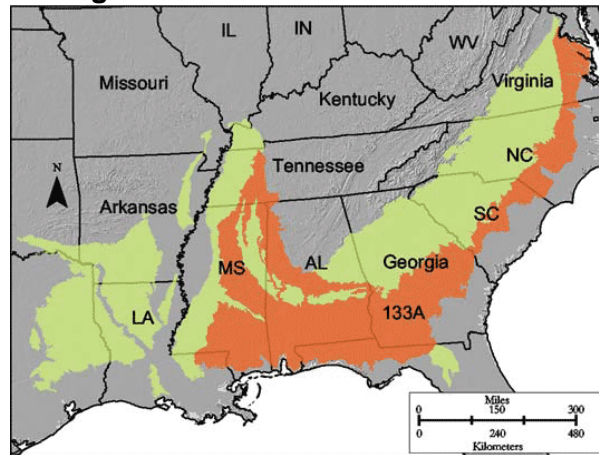 IL
IN
WV
Missouri
Kentucky
Virginia
N
Tennessee
NC
Arkansas
SC
MS
AL
Georgia
LA
133A
Miles
0 150 300
0 240 480
Kilometers